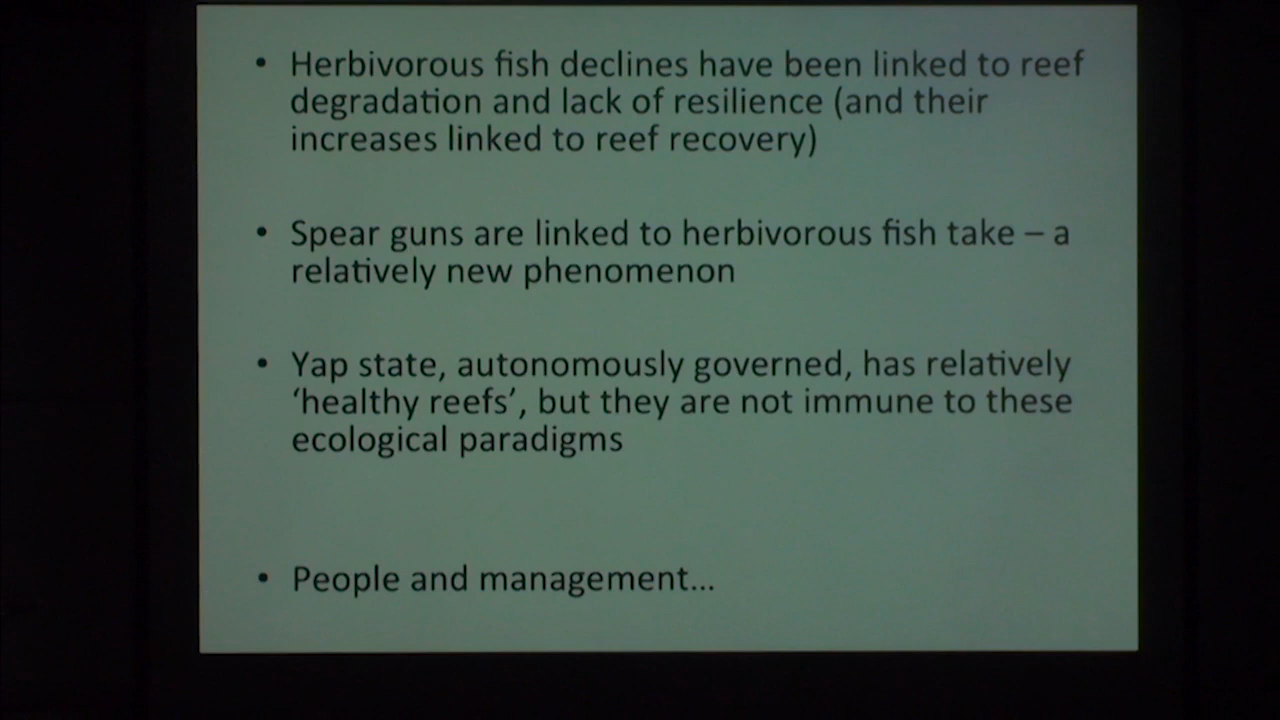 • Herbivorous fish declines have been linked to reef
degradation and lack of resilience (and their
increases linked to reef recovery)
• Spear guns are linked to herbivorous fish take – a
relatively new phenomenon
• Yap state, autonomously governed, has relatively
‘healthy reefs’, but they are not immune to these
ecological paradigms
• People and management...